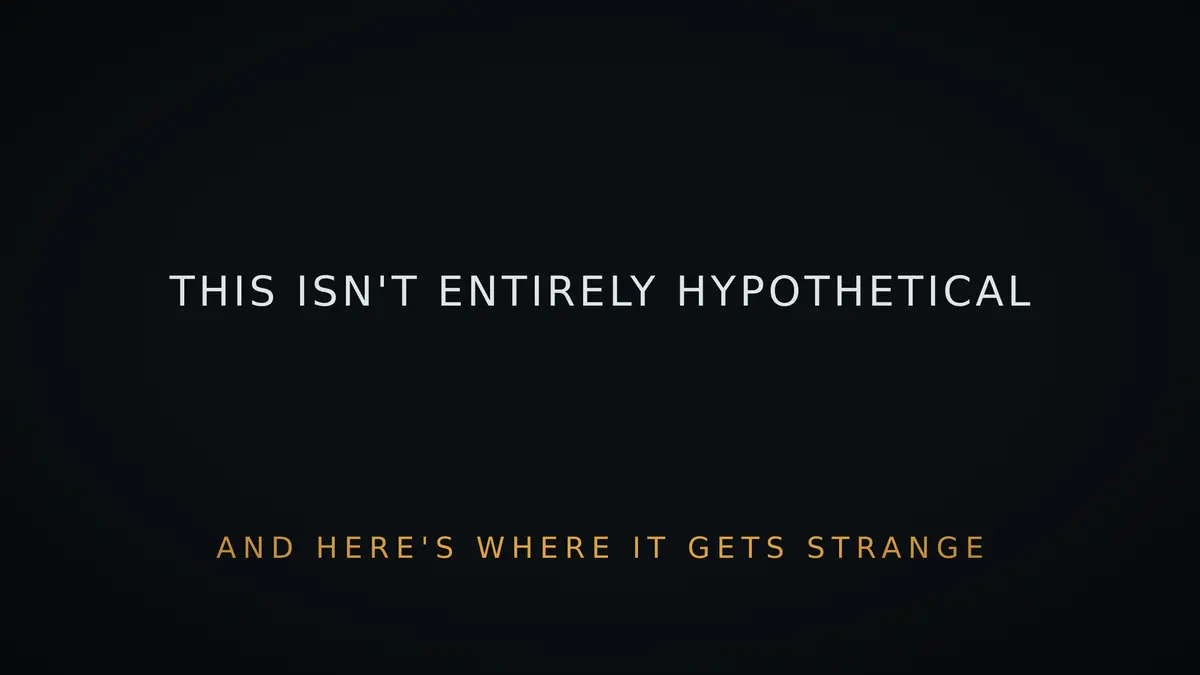 THIS ISN'T ENTIRELY HYPOTHETICAL
AND HERE'S WHERE IT GETS STRANGE